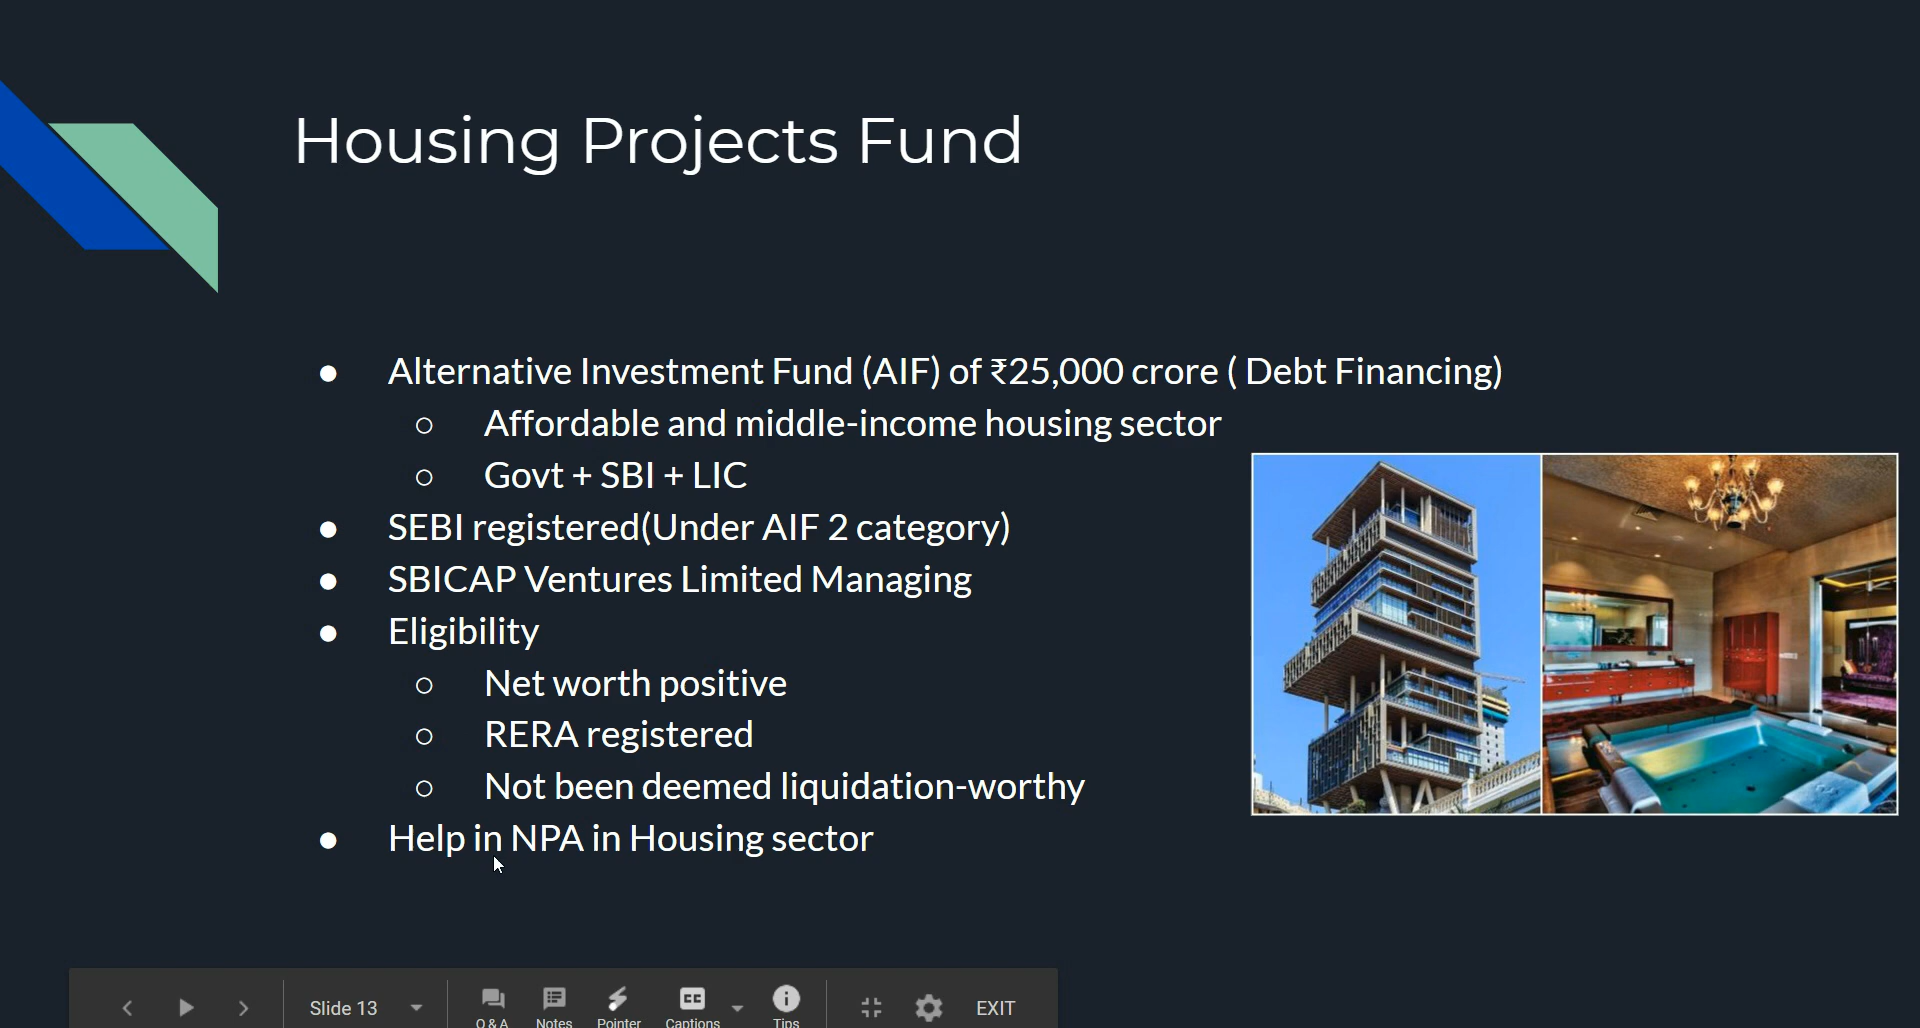 Housing Projects Fund
● Alternative Investment Fund (AIF) of ₹25,000 crore ( Debt Financing)
○ Affordable and middle-income housing sector
○ Govt + SBI + LIC
● SEBI registered(Under AIF 2 category)
● SBICAP Ventures Limited Managing
● Eligibility
○ Net worth positive
○ RERA registered
○ Not been deemed liquidation-worthy
● Help in NPA in Housing sector
Slide 13
Q & A Notes Pointer Captions Tips
EXIT